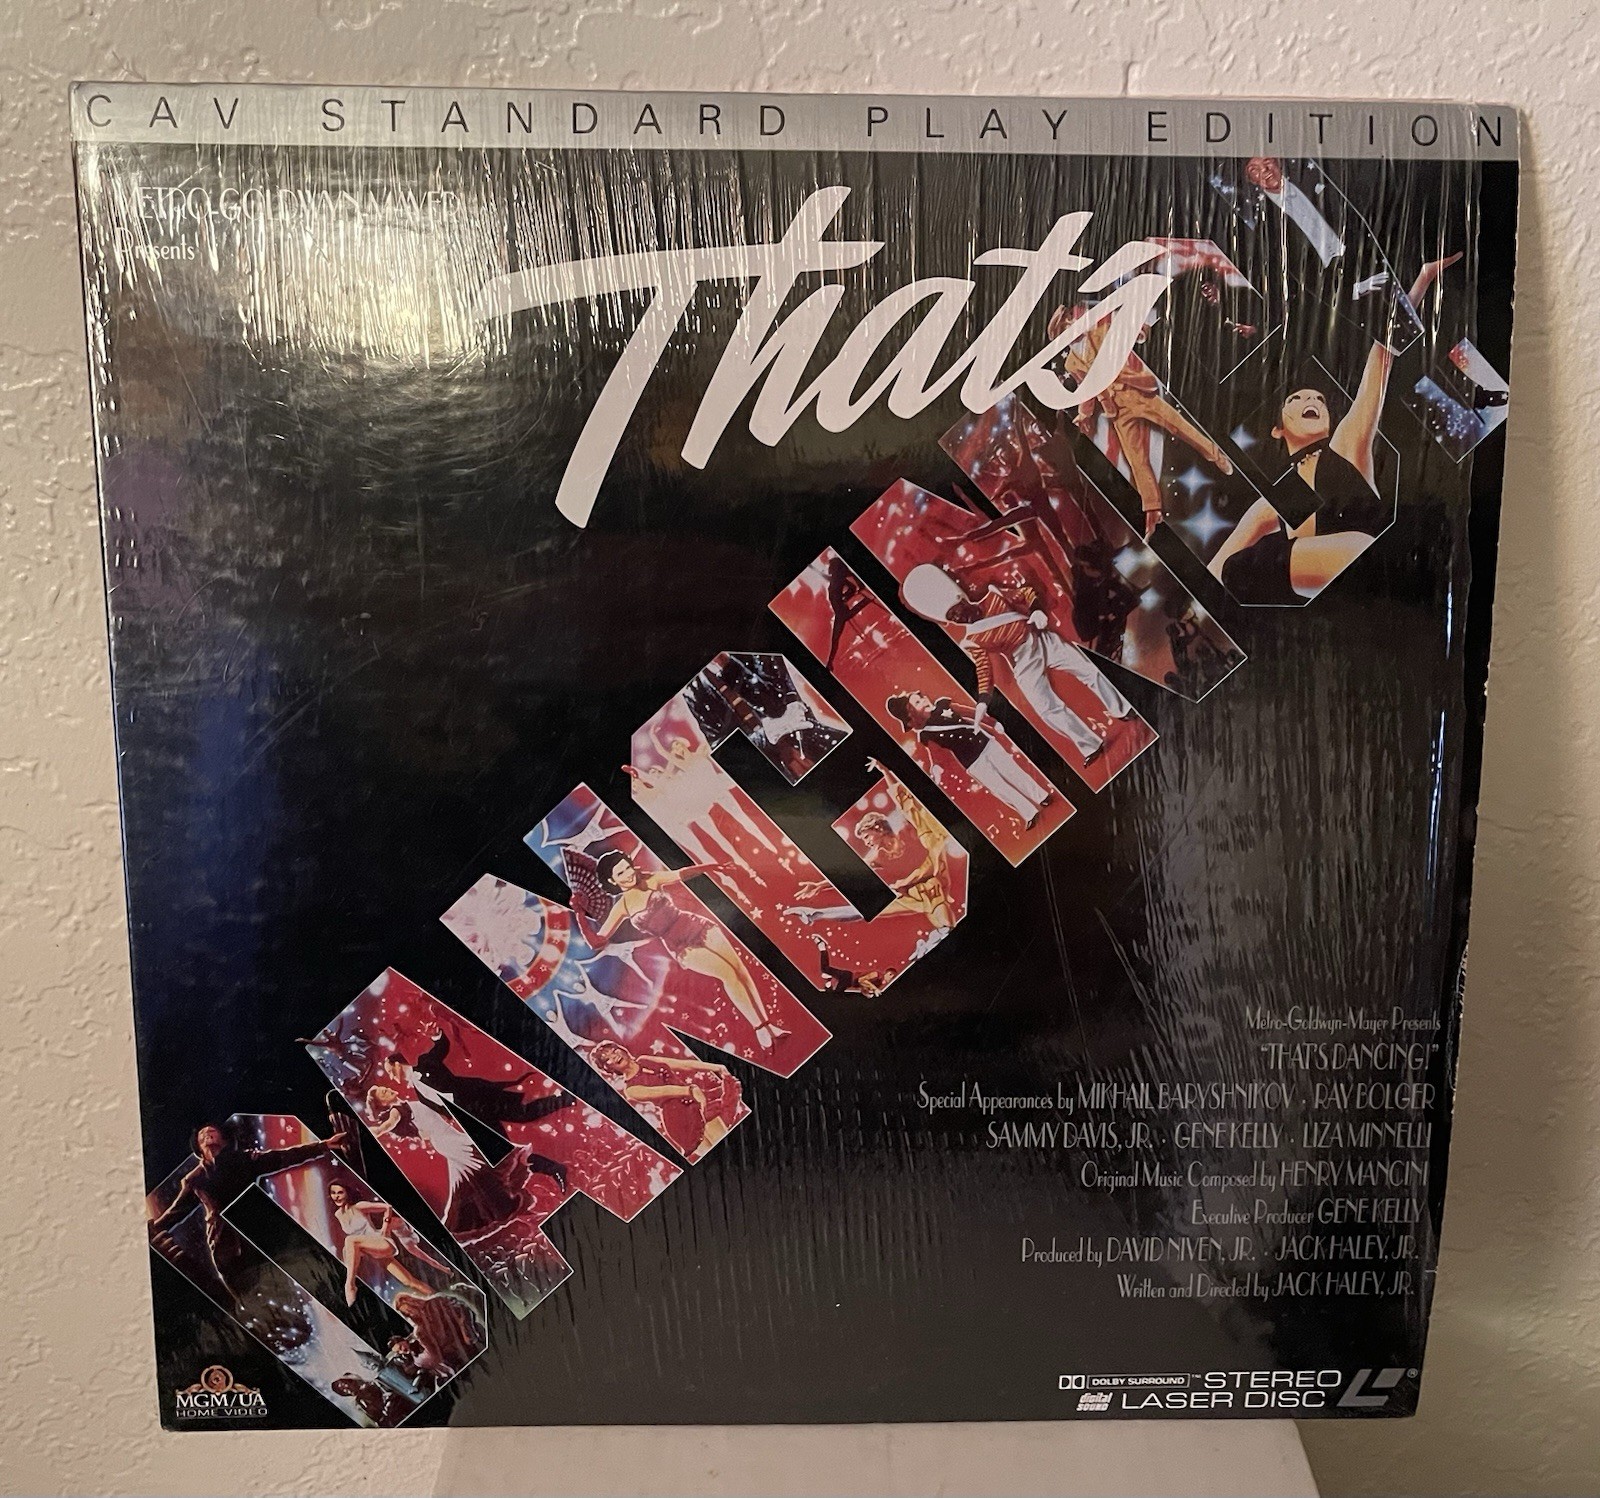 CAV STANDARD PLAY EDITION
METRO-GOLDWYN-MAYER
Presents
That's
DANCING!
Metro-Goldwyn-Mayer Presents
"THAT'S DANCING!"
Special Appearances by MIKHAIL BARYSHNIKOV · RAY BOLGER
SAMMY DAVIS, JR. · GENE KELLY · LIZA MINNELLI
Original Music Composed by HENRY MANCINI
Executive Producer GENE KELLY
Produced by DAVID NIVEN, JR. · JACK HALEY, JR.
Written and Directed by JACK HALEY, JR.
MGM/UA
HOME VIDEO
DOLBY SURROUND™ STEREO
digital SOUND LASER DISC ®